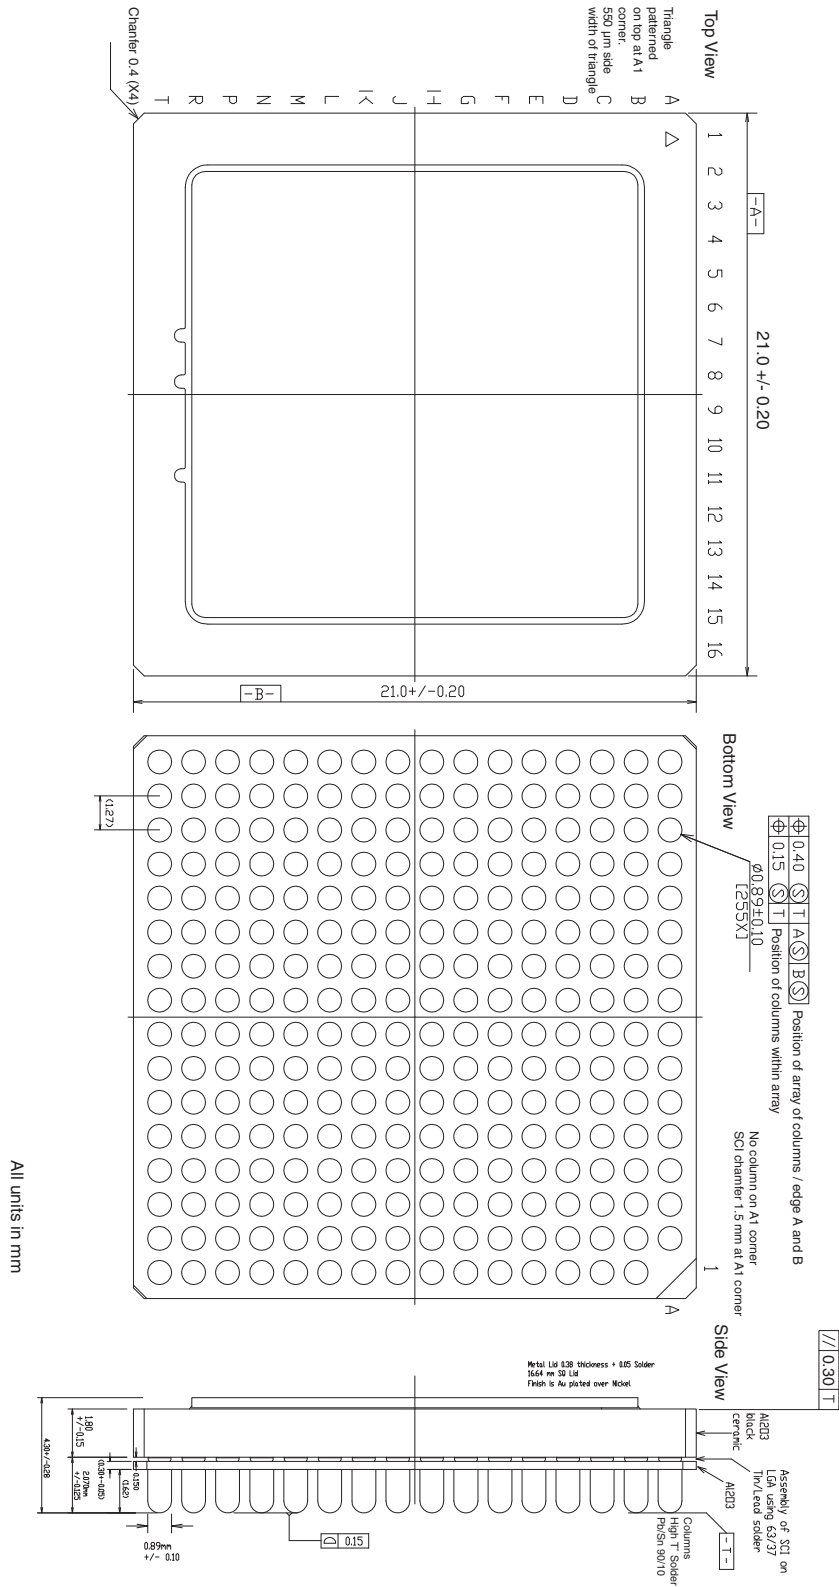 Top View
Triangle
patterned
on top at A1
corner.
550 μm side
width of triangle
-A-
21.0 +/- 0.20
1 2 3 4 5 6 7 8 9 10 11 12 13 14 15 16
A
B
C
D
E
F
G
H
J
K
L
M
N
P
R
T
Chanfer 0.4 (X4)
21.0+/-0.20
-B-
Bottom View
⌖ 0.40 Ⓢ T A Ⓢ B Ⓢ Position of array of columns / edge A and B
⌖ 0.15 Ⓢ T Position of columns within array
Ø0.89±0.10
[255X]
No column on A1 corner
SCI chamfer 1.5 mm at A1 corner
1
A
(1.27)
Side View
// 0.30 T
Metal Lid 0.38 thickness + 0.05 Solder
16.64 mm SQ Lid
Finish is Au plated over Nickel
Al2O3
black
ceramic
Assembly of SCI on
LGA using 63/37
Tin/Lead solder
Al2O3
-T-
Columns
High T° Solder
Pb/Sn 90/10
1.80
+/-0.15
0.150
(0.30+-0.05)
(1.62)
2.070mm
+/-0.125
4.30+/-0.28
0.89mm
+/- 0.10
0.15
All units in mm